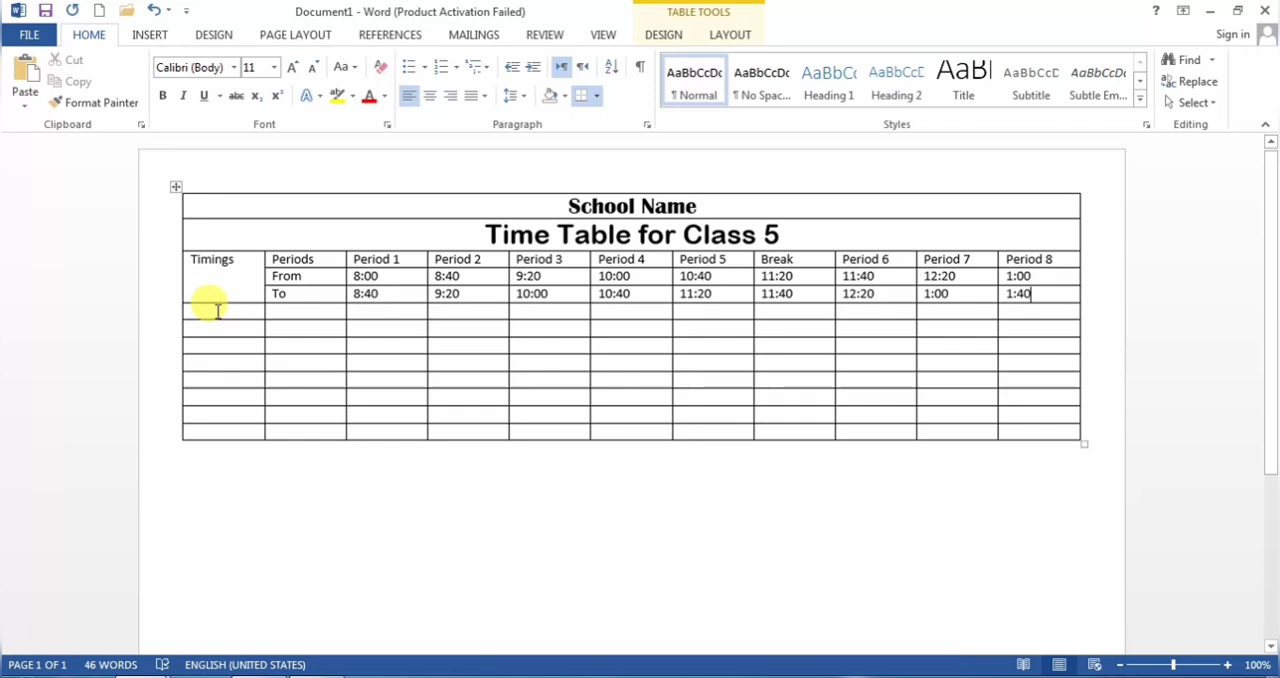 Document1 - Word (Product Activation Failed)
TABLE TOOLS
?
FILE HOME INSERT DESIGN PAGE LAYOUT REFERENCES MAILINGS REVIEW VIEW DESIGN LAYOUT Sign in
Cut
Copy
Format Painter
Paste
Clipboard
Calibri (Body) 11
Font
Paragraph
AaBbCcDc AaBbCcDc AaBbCc AaBbCcC AaBl AaBbCcC AaBbCcDc
¶ Normal ¶ No Spac... Heading 1 Heading 2 Title Subtitle Subtle Em...
Styles
Find
Replace
Select
Editing
School Name
Time Table for Class 5
Timings Periods Period 1 Period 2 Period 3 Period 4 Period 5 Break Period 6 Period 7 Period 8
From 8:00 8:40 9:20 10:00 10:40 11:20 11:40 12:20 1:00
To 8:40 9:20 10:00 10:40 11:20 11:40 12:20 1:00 1:40
PAGE 1 OF 1 46 WORDS ENGLISH (UNITED STATES) 100%